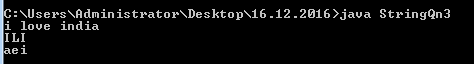 C:\Users\Administrator\Desktop\16.12.2016>java StringQn3
i love india
ILI
aei